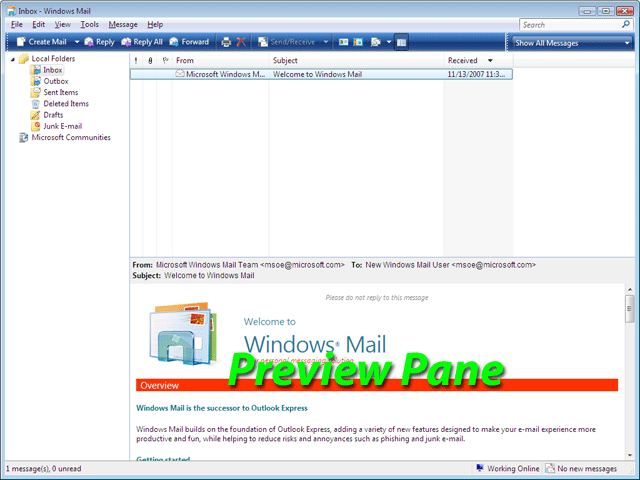 Inbox - Windows Mail
File Edit View Tools Message Help
Search
Create Mail Reply Reply All Forward Send/Receive Show All Messages
Local Folders
Inbox
Outbox
Sent Items
Deleted Items
Drafts
Junk E-mail
Microsoft Communities
! From Subject Received
Microsoft Windows M... Welcome to Windows Mail 11/13/2007 11:3...
From: Microsoft Windows Mail Team <msoe@microsoft.com> To: New Windows Mail User <msoe@microsoft.com>
Subject: Welcome to Windows Mail
Please do not reply to this message
Welcome to
Windows® Mail
Your personal messaging solution
Preview Pane
Overview
Windows Mail is the successor to Outlook Express
Windows Mail builds on the foundation of Outlook Express, adding a variety of new features designed to make your e-mail experience more
productive and fun, while helping to reduce risks and annoyances such as phishing and junk e-mail.
Getting started
1 message(s), 0 unread Working Online No new messages